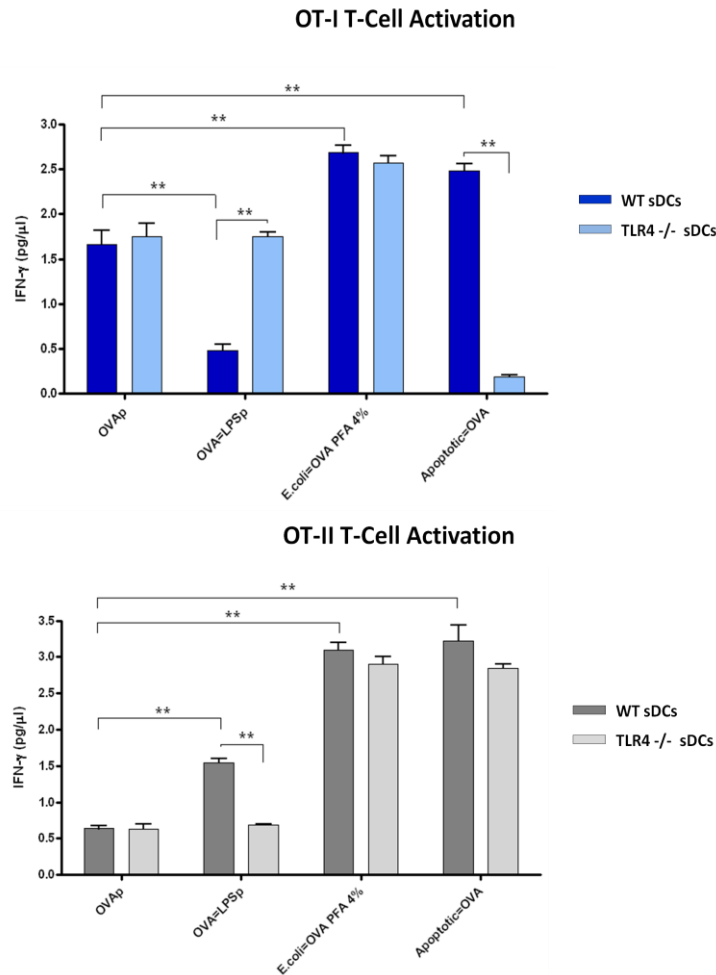 OT-I T-Cell Activation
**
**
**
**
**
3.0
2.5
2.0
1.5
1.0
0.5
0.0
IFN-γ (pg/µl)
OVAp
OVA=LPSp
E.coli=OVA PFA 4%
Apoptotic=OVA
WT sDCs
TLR4 -/- sDCs
OT-II T-Cell Activation
**
**
**
**
3.5
3.0
2.5
2.0
1.5
1.0
0.5
0.0
IFN-γ (pg/µl)
OVAp
OVA=LPSp
E.coli=OVA PFA 4%
Apoptotic=OVA
WT sDCs
TLR4 -/- sDCs